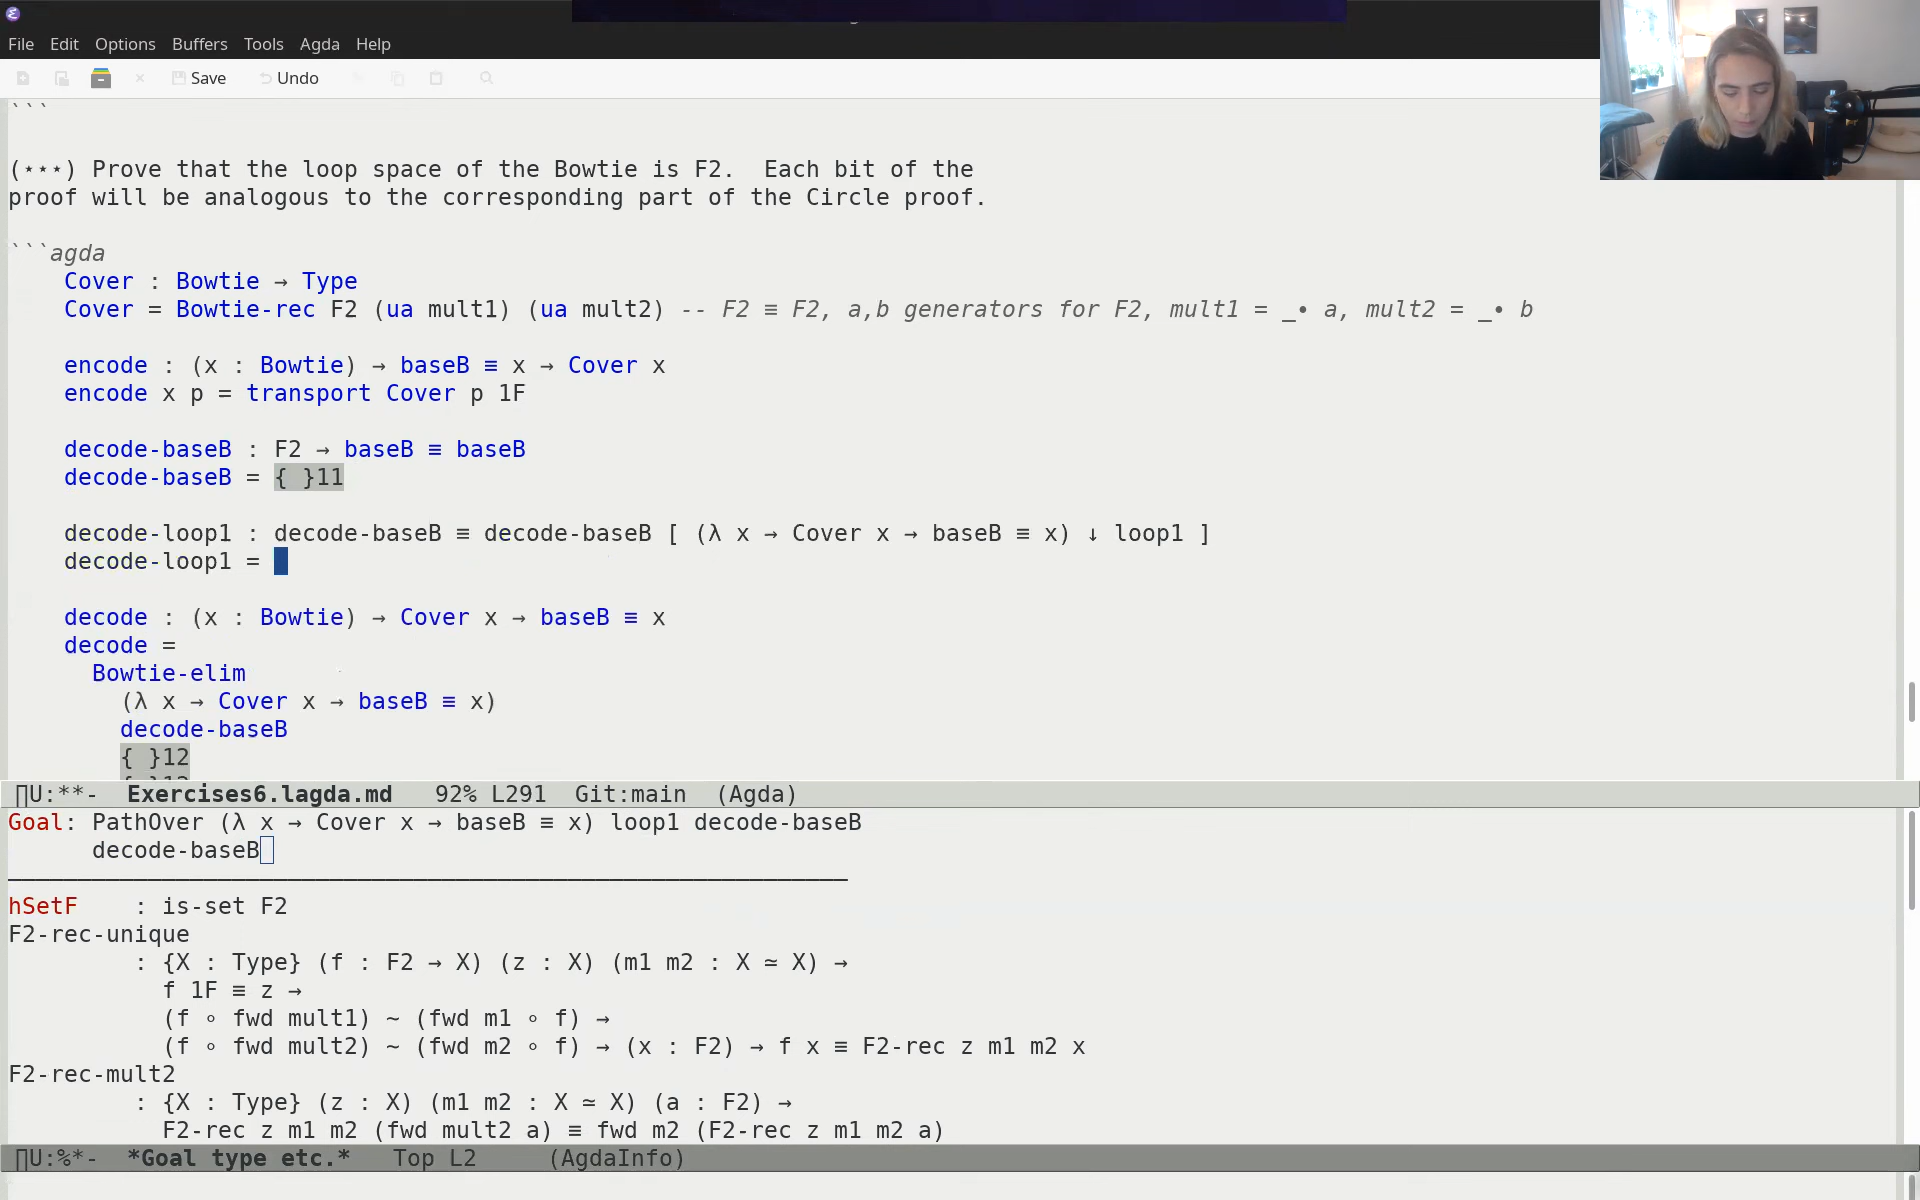 File Edit Options Buffers Tools Agda Help
Save Undo
```
(⋆⋆⋆) Prove that the loop space of the Bowtie is F2.  Each bit of the
proof will be analogous to the corresponding part of the Circle proof.
```agda
Cover : Bowtie → Type
Cover = Bowtie-rec F2 (ua mult1) (ua mult2) -- F2 ≡ F2, a,b generators for F2, mult1 = _• a, mult2 = _• b
encode : (x : Bowtie) → baseB ≡ x → Cover x
encode x p = transport Cover p 1F
decode-baseB : F2 → baseB ≡ baseB
decode-baseB = { }11
decode-loop1 : decode-baseB ≡ decode-baseB [ (λ x → Cover x → baseB ≡ x) ↓ loop1 ]
decode-loop1 =
decode : (x : Bowtie) → Cover x → baseB ≡ x
decode =
Bowtie-elim
(λ x → Cover x → baseB ≡ x)
decode-baseB
{ }12
∏U:**-  Exercises6.lagda.md   92% L291  Git:main  (Agda)
Goal: PathOver (λ x → Cover x → baseB ≡ x) loop1 decode-baseB
decode-baseB
hSetF    : is-set F2
F2-rec-unique
: {X : Type} (f : F2 → X) (z : X) (m1 m2 : X ≃ X) →
f 1F ≡ z →
(f ∘ fwd mult1) ∼ (fwd m1 ∘ f) →
(f ∘ fwd mult2) ∼ (fwd m2 ∘ f) → (x : F2) → f x ≡ F2-rec z m1 m2 x
F2-rec-mult2
: {X : Type} (z : X) (m1 m2 : X ≃ X) (a : F2) →
F2-rec z m1 m2 (fwd mult2 a) ≡ fwd m2 (F2-rec z m1 m2 a)
∏U:%*-  *Goal type etc.*   Top L2     (AgdaInfo)